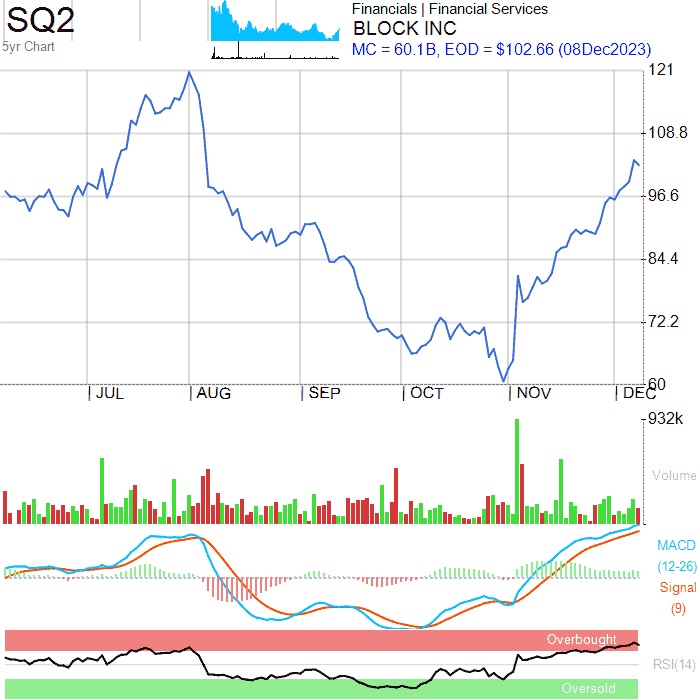 SQ2
5yr Chart
Financials | Financial Services
BLOCK INC
MC = 60.1B, EOD = $102.66 (08Dec2023)
121
108.8
96.6
84.4
72.2
60
JUL AUG SEP OCT NOV DEC
932k
Volume
MACD
(12-26)
Signal
(9)
Overbought
RSI(14)
Oversold